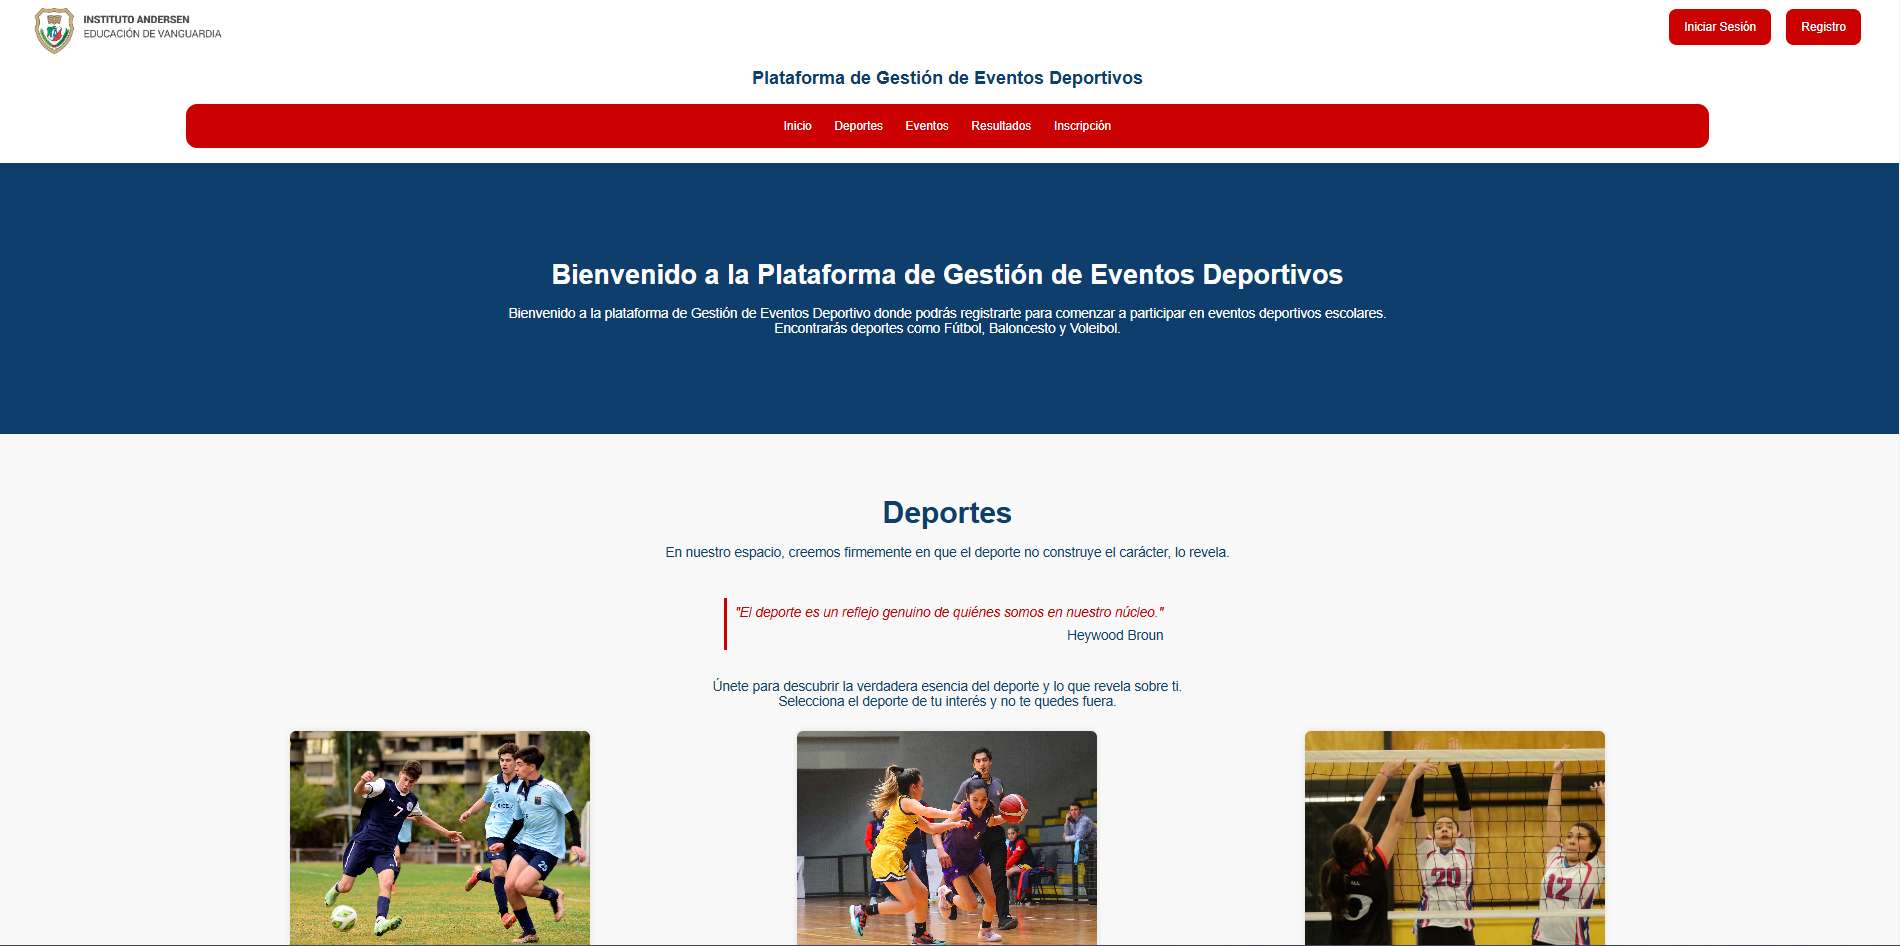 INSTITUTO ANDERSEN
EDUCACIÓN DE VANGUARDIA
Iniciar Sesión
Registro
Plataforma de Gestión de Eventos Deportivos
Inicio Deportes Eventos Resultados Inscripción
Bienvenido a la Plataforma de Gestión de Eventos Deportivos
Bienvenido a la plataforma de Gestión de Eventos Deportivo donde podrás registrarte para comenzar a participar en eventos deportivos escolares.
Encontrarás deportes como Fútbol, Baloncesto y Voleibol.
Deportes
En nuestro espacio, creemos firmemente en que el deporte no construye el carácter, lo revela.
"El deporte es un reflejo genuino de quiénes somos en nuestro núcleo."
Heywood Broun
Únete para descubrir la verdadera esencia del deporte y lo que revela sobre ti.
Selecciona el deporte de tu interés y no te quedes fuera.
7
25
20
12